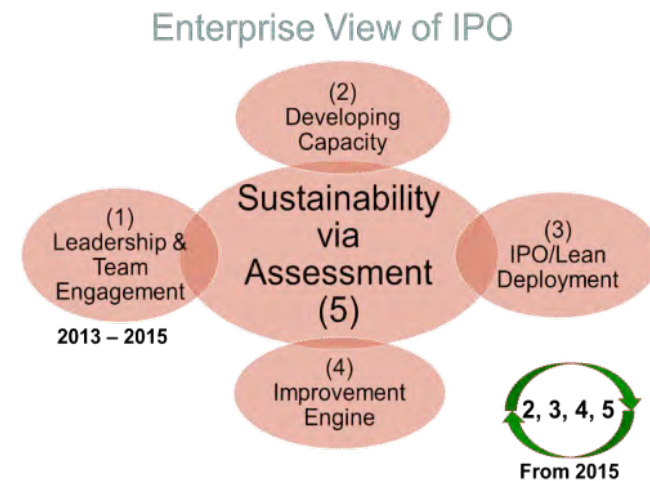 Enterprise View of IPO
(2)
Developing
Capacity
(1)
Leadership &
Team
Engagement
Sustainability
via
Assessment
(5)
(3)
IPO/Lean
Deployment
2013 – 2015
(4)
Improvement
Engine
2, 3, 4, 5
From 2015